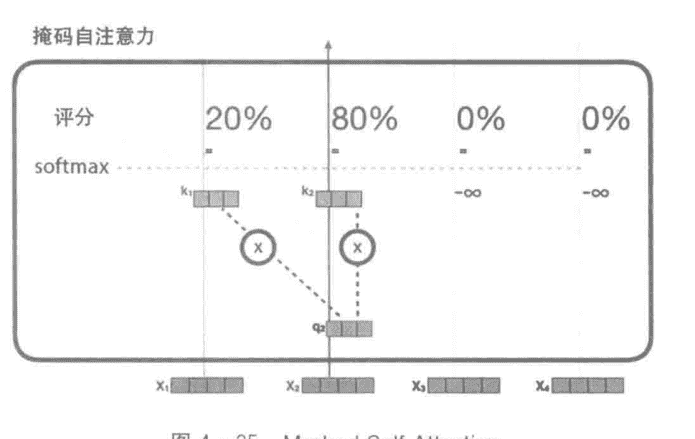 掩码自注意力
评分 20% 80% 0% 0%
softmax
k₁ k₂ -∞ -∞
x x
q₂
X₁ X₂ X₃ X₄